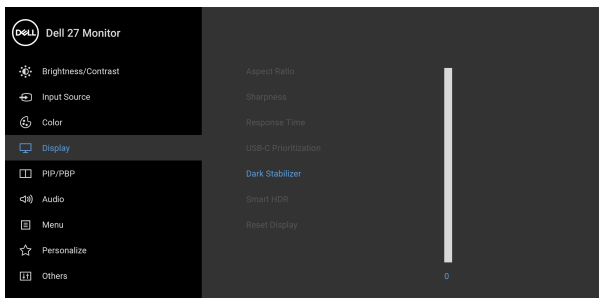 DELL
Dell 27 Monitor
Brightness/Contrast
Input Source
Color
Display
PIP/PBP
Audio
Menu
Personalize
Others
Aspect Ratio
Sharpness
Response Time
USB-C Prioritization
Dark Stabilizer
Smart HDR
Reset Display
0